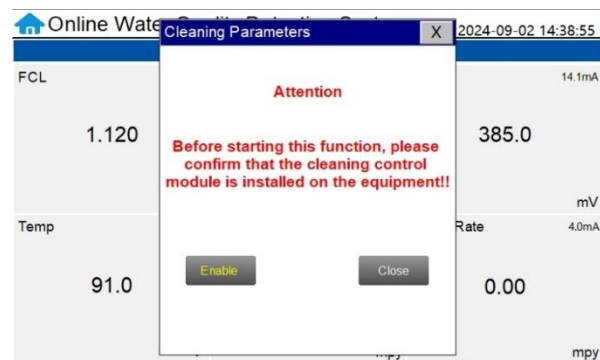 Online Wate
2024-09-02 14:38:55
Cleaning Parameters X
FCL
14.1mA
1.120
385.0
mV
Attention
Before starting this function, please
confirm that the cleaning control
module is installed on the equipment!!
Enable
Close
Temp
Rate
4.0mA
91.0
0.00
mpy
mpy